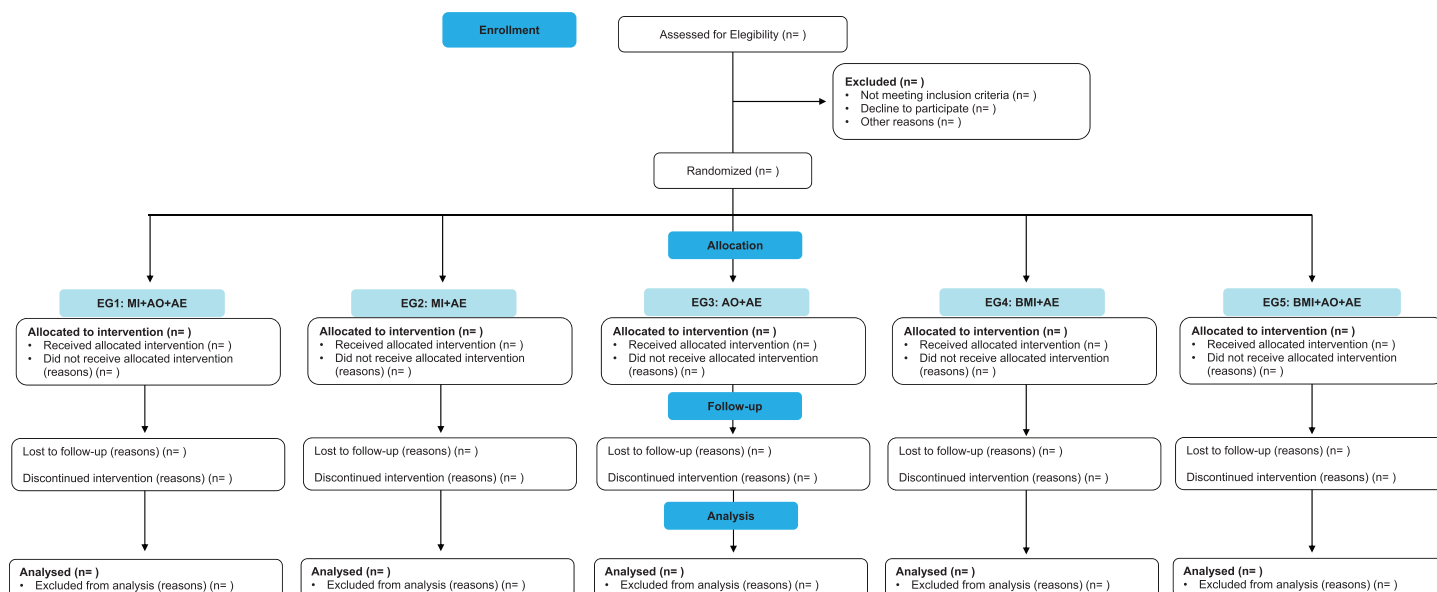 Enrollment
Assessed for Elegibility (n= )
Excluded (n= )
• Not meeting inclusion criteria (n= )
• Decline to participate (n= )
• Other reasons (n= )
Randomized (n= )
Allocation
EG1: MI+AO+AE
Allocated to intervention (n= )
• Received allocated intervention (n= )
• Did not receive allocated intervention
(reasons) (n= )
EG2: MI+AE
Allocated to intervention (n= )
• Received allocated intervention (n= )
• Did not receive allocated intervention
(reasons) (n= )
EG3: AO+AE
Allocated to intervention (n= )
• Received allocated intervention (n= )
• Did not receive allocated intervention
(reasons) (n= )
EG4: BMI+AE
Allocated to intervention (n= )
• Received allocated intervention (n= )
• Did not receive allocated intervention
(reasons) (n= )
EG5: BMI+AO+AE
Allocated to intervention (n= )
• Received allocated intervention (n= )
• Did not receive allocated intervention
(reasons) (n= )
Follow-up
Lost to follow-up (reasons) (n= )
Discontinued intervention (reasons) (n= )
Lost to follow-up (reasons) (n= )
Discontinued intervention (reasons) (n= )
Lost to follow-up (reasons) (n= )
Discontinued intervention (reasons) (n= )
Lost to follow-up (reasons) (n= )
Discontinued intervention (reasons) (n= )
Lost to follow-up (reasons) (n= )
Discontinued intervention (reasons) (n= )
Analysis
Analysed (n= )
• Excluded from analysis (reasons) (n= )
Analysed (n= )
• Excluded from analysis (reasons) (n= )
Analysed (n= )
• Excluded from analysis (reasons) (n= )
Analysed (n= )
• Excluded from analysis (reasons) (n= )
Analysed (n= )
• Excluded from analysis (reasons) (n= )